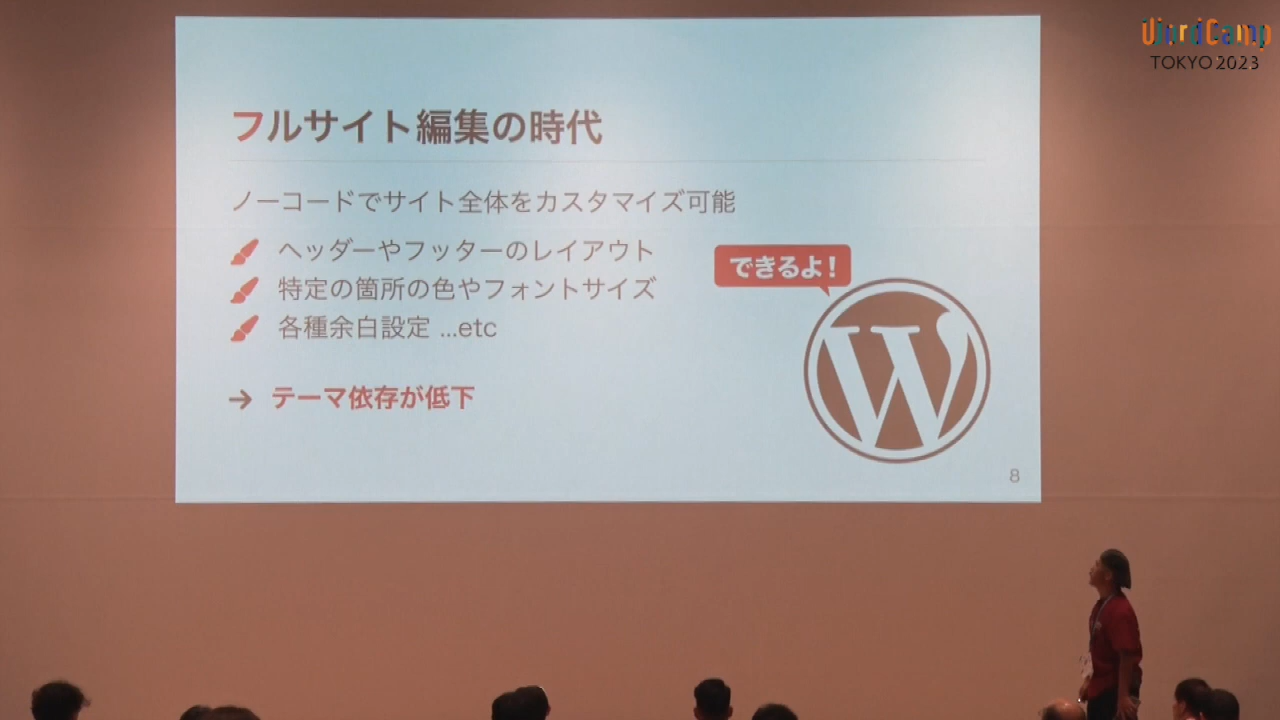 WordCamp
TOKYO 2023
フルサイト編集の時代
ノーコードでサイト全体をカスタマイズ可能
ヘッダーやフッターのレイアウト
特定の箇所の色やフォントサイズ
各種余白設定 ...etc
→ テーマ依存が低下
できるよ！
W
8